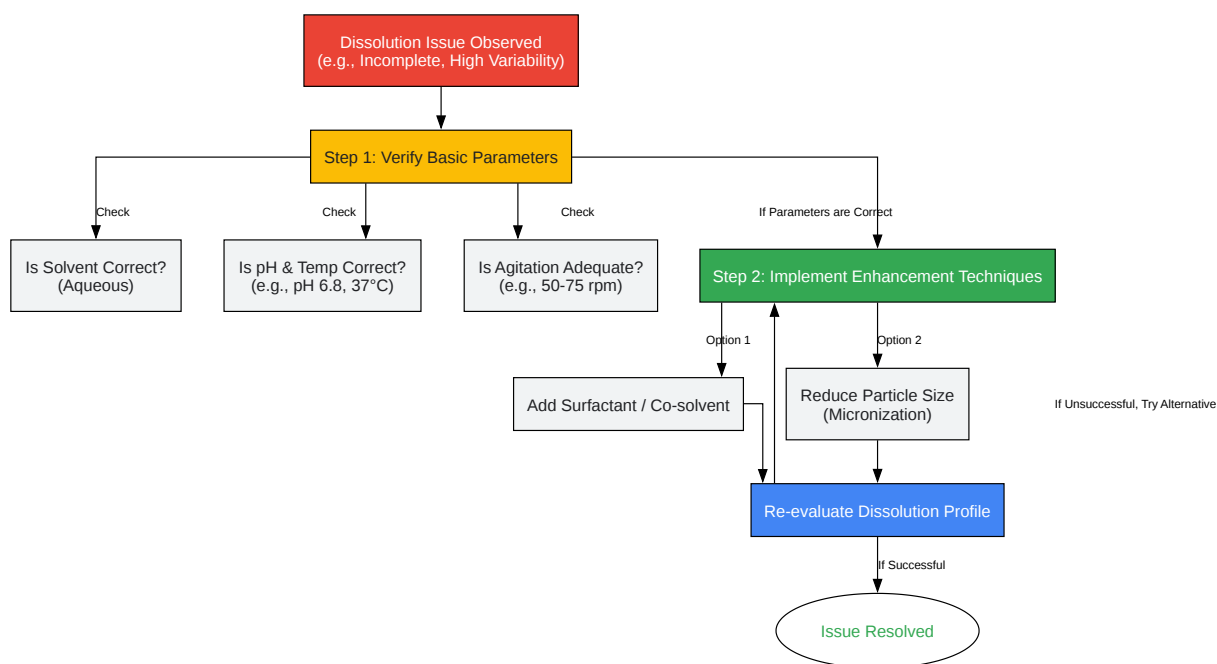 Dissolution Issue Observed
(e.g., Incomplete, High Variability)
Step 1: Verify Basic Parameters
Check
Check
Check
If Parameters are Correct
Is Solvent Correct?
(Aqueous)
Is pH & Temp Correct?
(e.g., pH 6.8, 37°C)
Is Agitation Adequate?
(e.g., 50-75 rpm)
Step 2: Implement Enhancement Techniques
Option 1
Option 2
Add Surfactant / Co-solvent
Reduce Particle Size
(Micronization)
If Unsuccessful, Try Alternative
Re-evaluate Dissolution Profile
If Successful
Issue Resolved